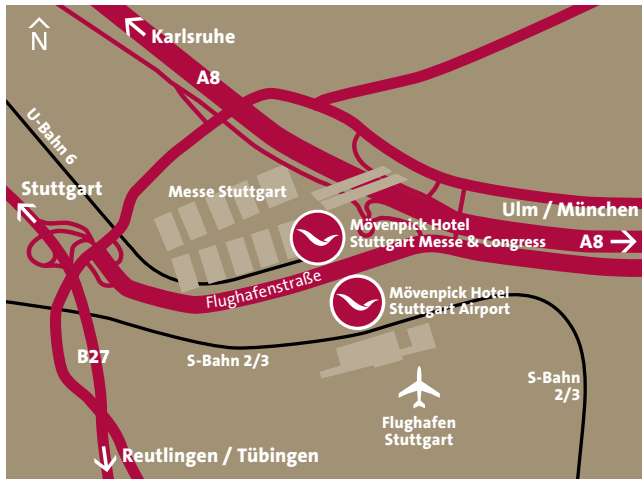 N
Karlsruhe
A8
U-Bahn 6
Stuttgart
Messe Stuttgart
Ulm / München
A8
Mövenpick Hotel
Stuttgart Messe & Congress
Flughafenstraße
Mövenpick Hotel
Stuttgart Airport
B27
S-Bahn 2/3
S-Bahn
2/3
Flughafen
Stuttgart
Reutlingen / Tübingen